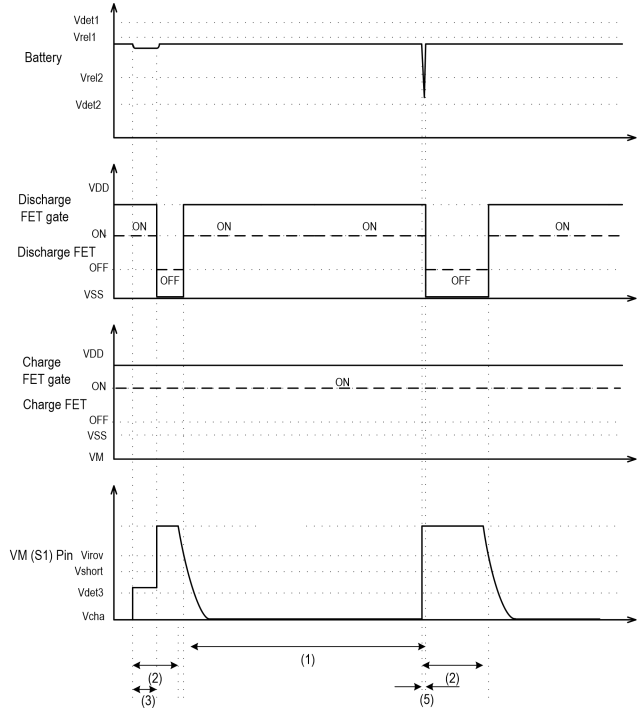 Vdet1
Vrel1
Battery
Vrel2
Vdet2
VDD
Discharge
FET gate
ON
ON
ON
ON
ON
Discharge FET
OFF
OFF
OFF
VSS
VDD
Charge
FET gate
ON
ON
Charge FET
OFF
VSS
VM
VM (S1) Pin
Virov
Vshort
Vdet3
Vcha
(1)
(2)
(2)
(3)
(5)